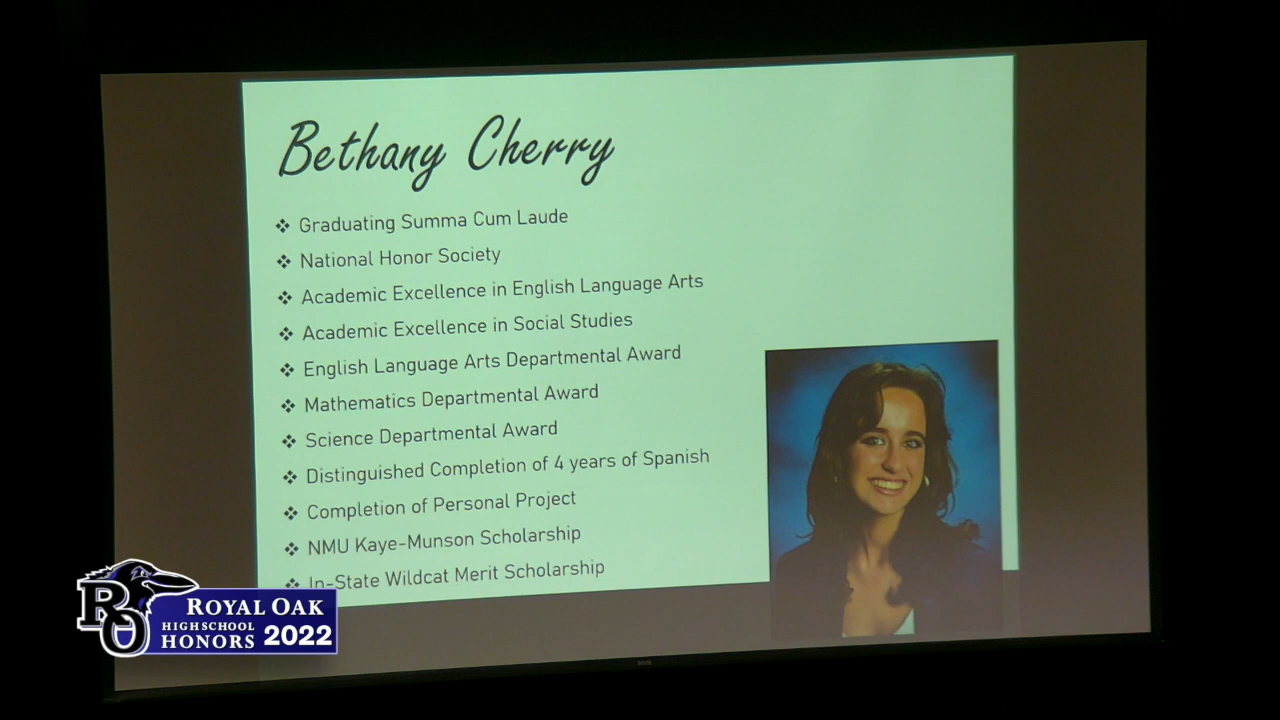 Bethany Cherry
❖ Graduating Summa Cum Laude
❖ National Honor Society
❖ Academic Excellence in English Language Arts
❖ Academic Excellence in Social Studies
❖ English Language Arts Departmental Award
❖ Mathematics Departmental Award
❖ Science Departmental Award
❖ Distinguished Completion of 4 years of Spanish
❖ Completion of Personal Project
❖ NMU Kaye-Munson Scholarship
❖ In-State Wildcat Merit Scholarship
RO
ROYAL OAK
HIGH SCHOOL
HONORS 2022